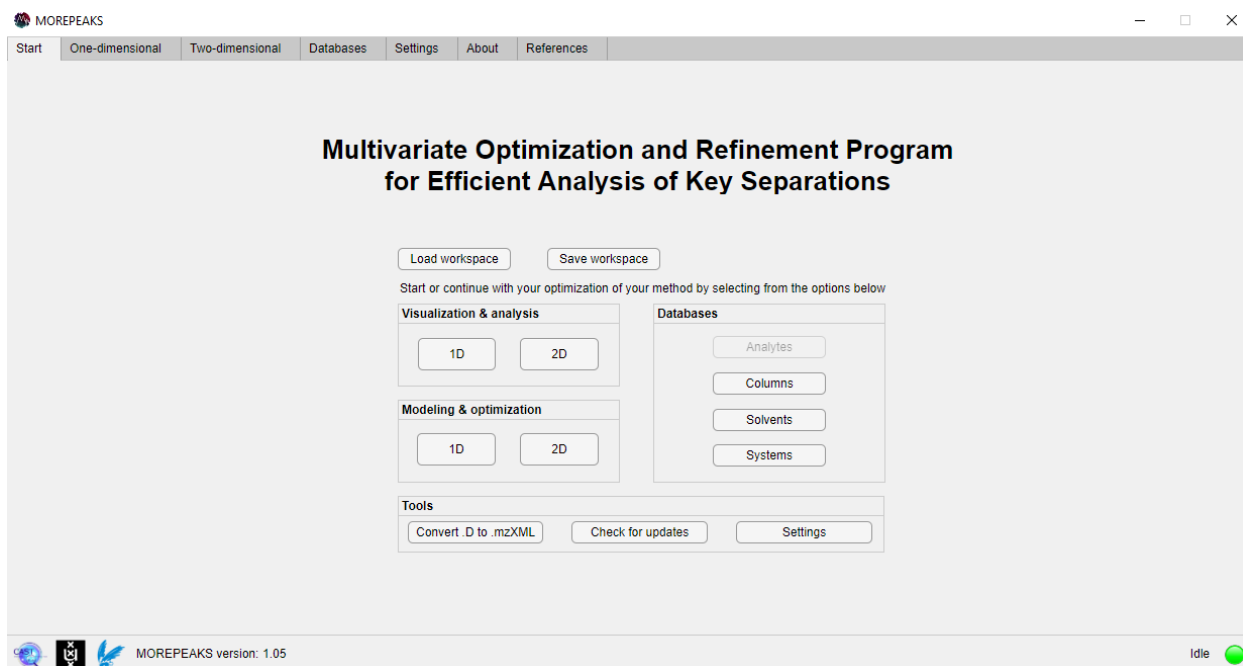 MOREPEAKS
Start One-dimensional Two-dimensional Databases Settings About References
Multivariate Optimization and Refinement Program
for Efficient Analysis of Key Separations
Load workspace Save workspace
Start or continue with your optimization of your method by selecting from the options below
Visualization & analysis
1D 2D
Modeling & optimization
1D 2D
Databases
Analytes
Columns
Solvents
Systems
Tools
Convert .D to .mzXML Check for updates Settings
CAST
MOREPEAKS version: 1.05
Idle